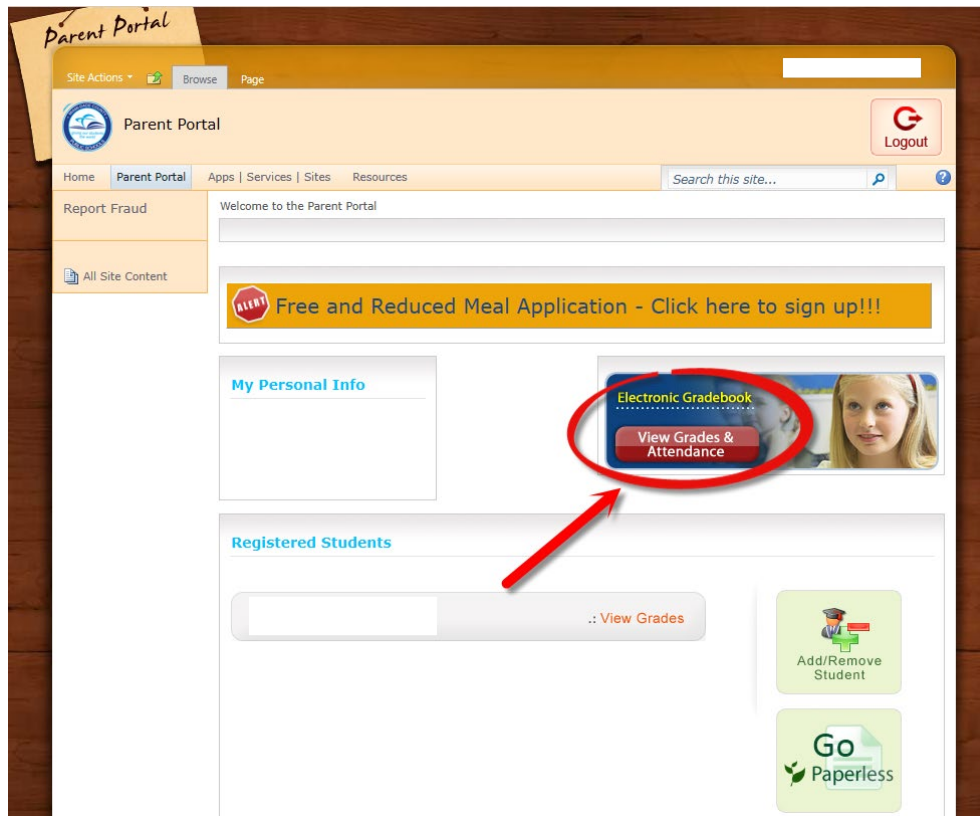 Parent Portal
Site Actions
Browse
Page
Parent Portal
Logout
Home
Parent Portal
Apps | Services | Sites
Resources
Search this site...
Report Fraud
Welcome to the Parent Portal
All Site Content
ALERT
Free and Reduced Meal Application - Click here to sign up!!!
My Personal Info
Electronic Gradebook
View Grades &
Attendance
Registered Students
.: View Grades
Add/Remove
Student
Go
Paperless